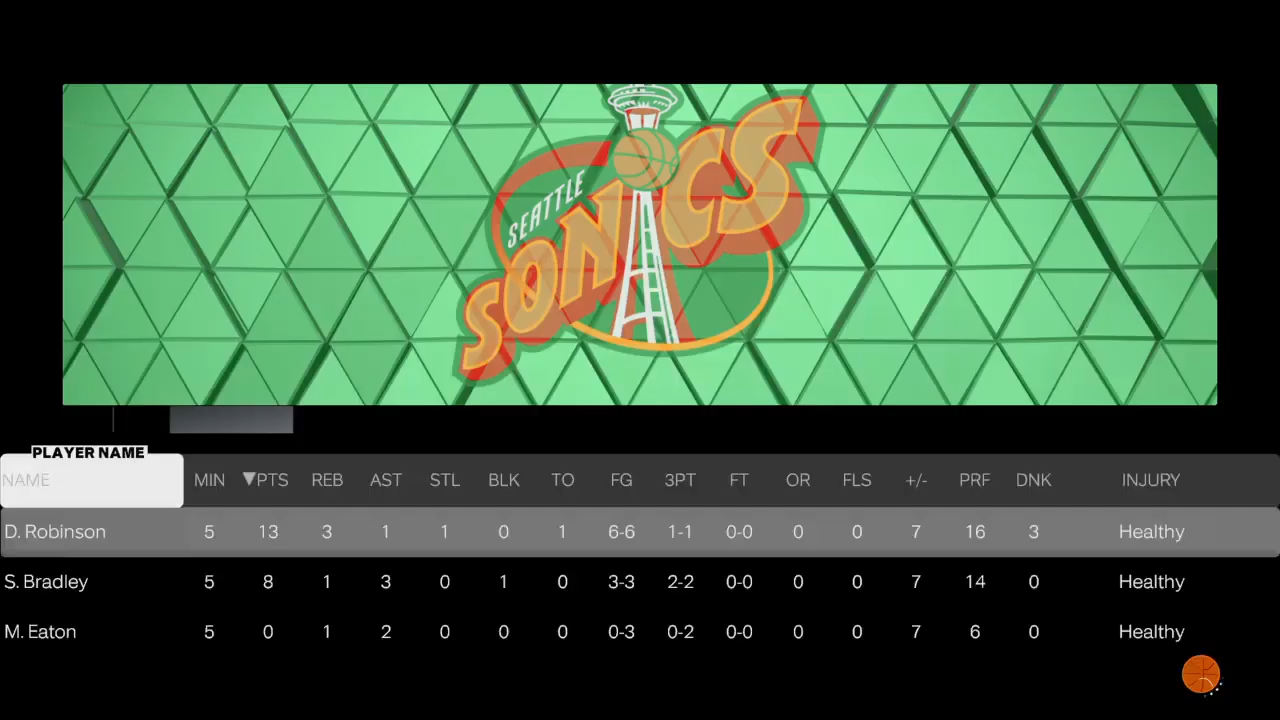 SEATTLE
SONICS
PLAYER NAME
NAME MIN ▼PTS REB AST STL BLK TO FG 3PT FT OR FLS +/- PRF DNK INJURY
D. Robinson 5 13 3 1 1 0 1 6-6 1-1 0-0 0 0 7 16 3 Healthy
S. Bradley 5 8 1 3 0 1 0 3-3 2-2 0-0 0 0 7 14 0 Healthy
M. Eaton 5 0 1 2 0 0 0 0-3 0-2 0-0 0 0 7 6 0 Healthy